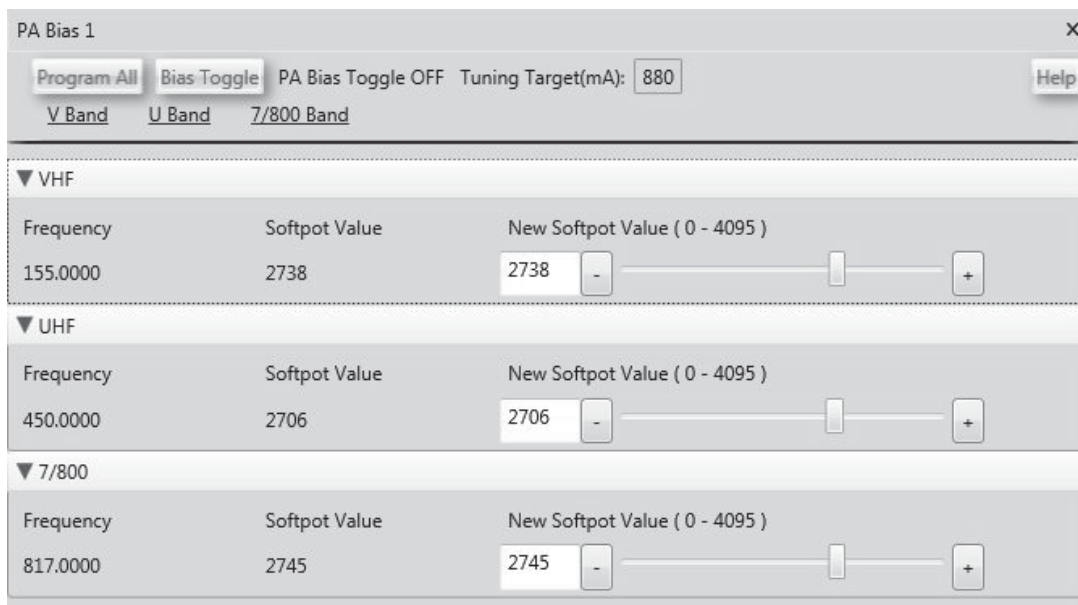 PA Bias 1 X
Program All Bias Toggle PA Bias Toggle OFF Tuning Target(mA): 880 Help
V Band U Band 7/800 Band
VHF
Frequency Softpot Value New Softpot Value ( 0 - 4095 )
155.0000 2738 2738 - +
UHF
Frequency Softpot Value New Softpot Value ( 0 - 4095 )
450.0000 2706 2706 - +
7/800
Frequency Softpot Value New Softpot Value ( 0 - 4095 )
817.0000 2745 2745 - +